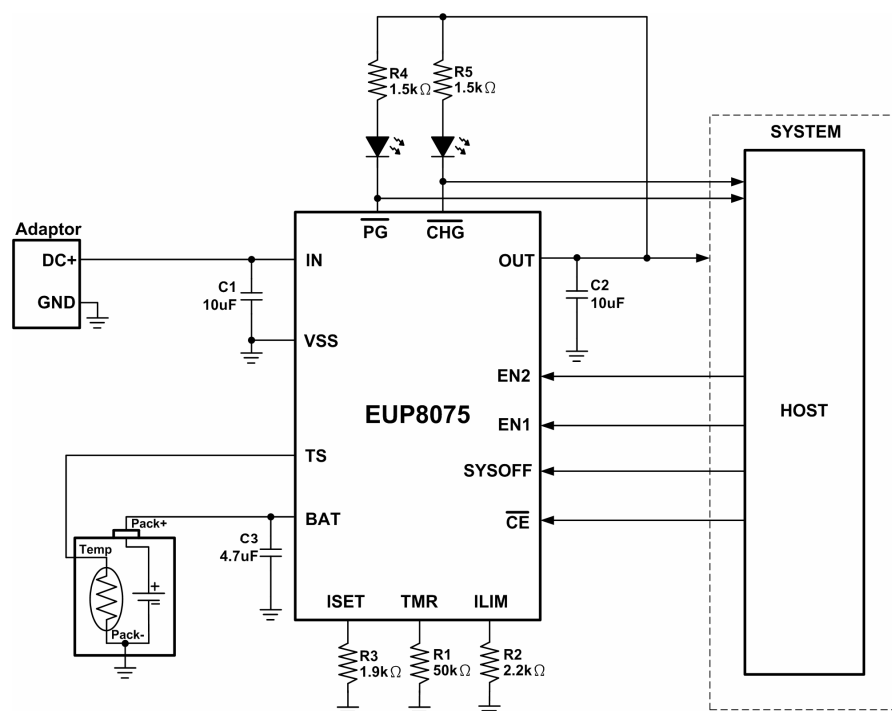 R4
1.5kΩ
R5
1.5kΩ
SYSTEM
Adaptor
DC+
GND
PG
CHG
IN
OUT
C1
10uF
C2
10uF
VSS
EN2
EUP8075
HOST
EN1
TS
SYSOFF
Pack+
BAT
CE
C3
4.7uF
Temp
Pack-
ISET
TMR
ILIM
R3
1.9kΩ
R1
50kΩ
R2
2.2kΩ